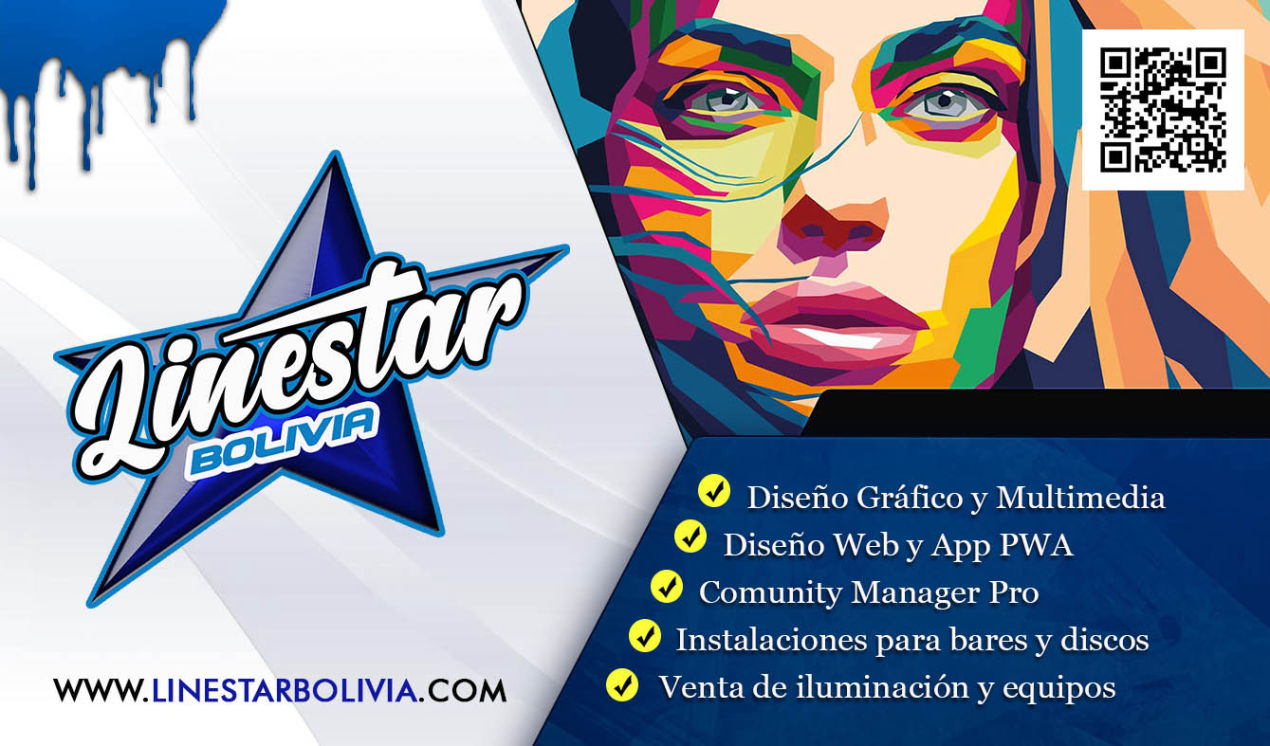 Linestar
BOLIVIA
WWW.LINESTARBOLIVIA.COM
Diseño Gráfico y Multimedia
Diseño Web y App PWA
Comunity Manager Pro
Instalaciones para bares y discos
Venta de iluminación y equipos